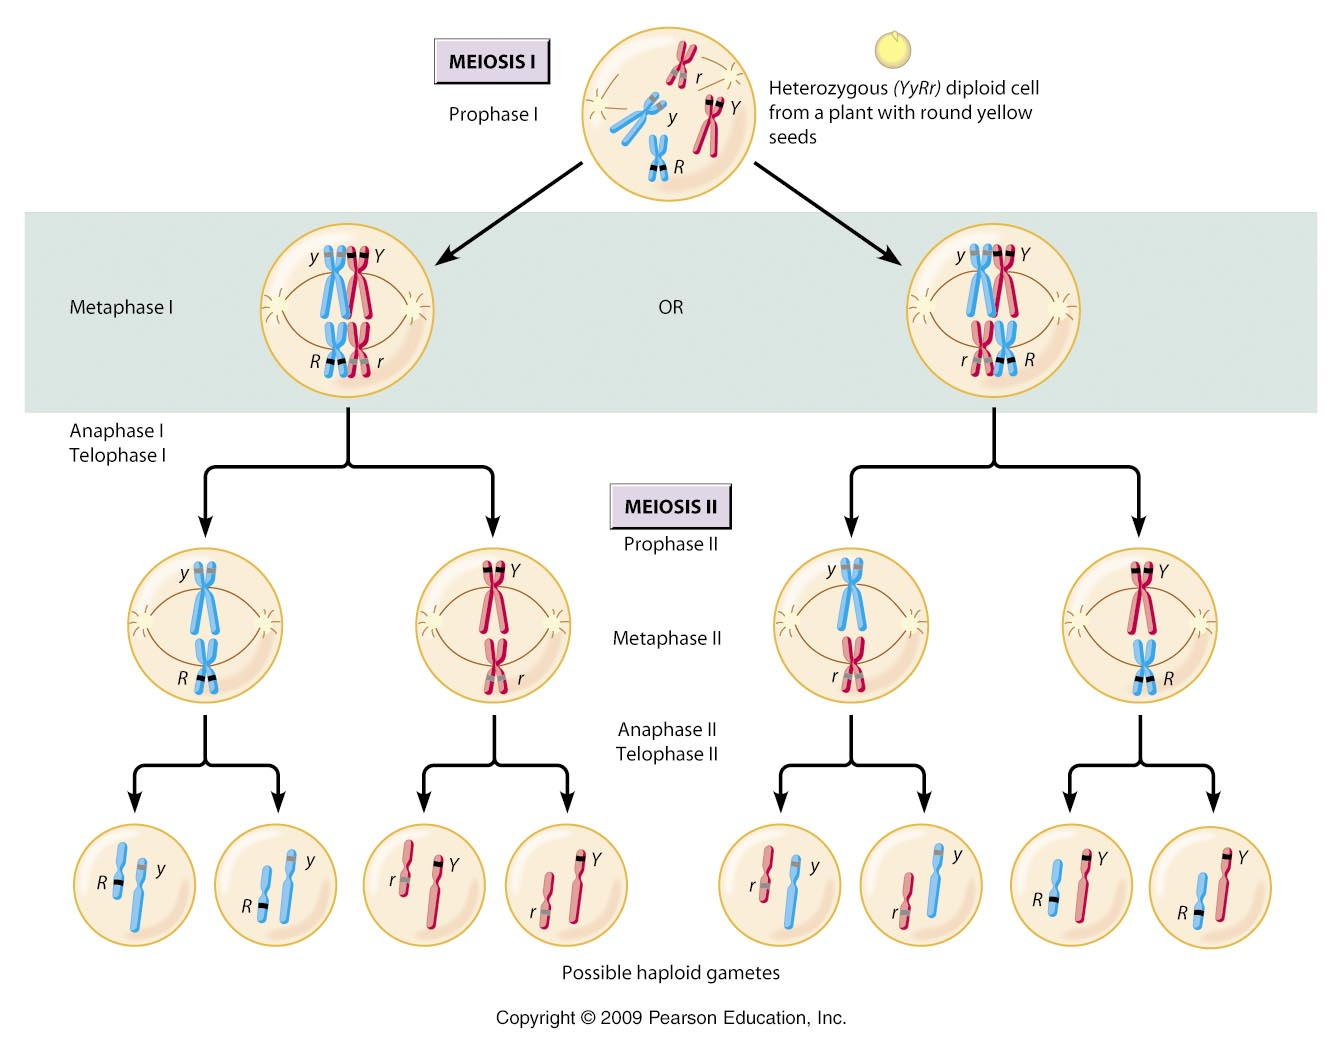 MEIOSIS I
Prophase I
r
Y
y
R
Heterozygous (YyRr) diploid cell
from a plant with round yellow
seeds
Metaphase I
y Y
R r
OR
y Y
r R
Anaphase I
Telophase I
MEIOSIS II
Prophase II
y
R
Y
r
Metaphase II
y
r
Y
R
Anaphase II
Telophase II
R y
R y
r Y
r Y
r y
r y
R Y
R Y
Possible haploid gametes
Copyright © 2009 Pearson Education, Inc.